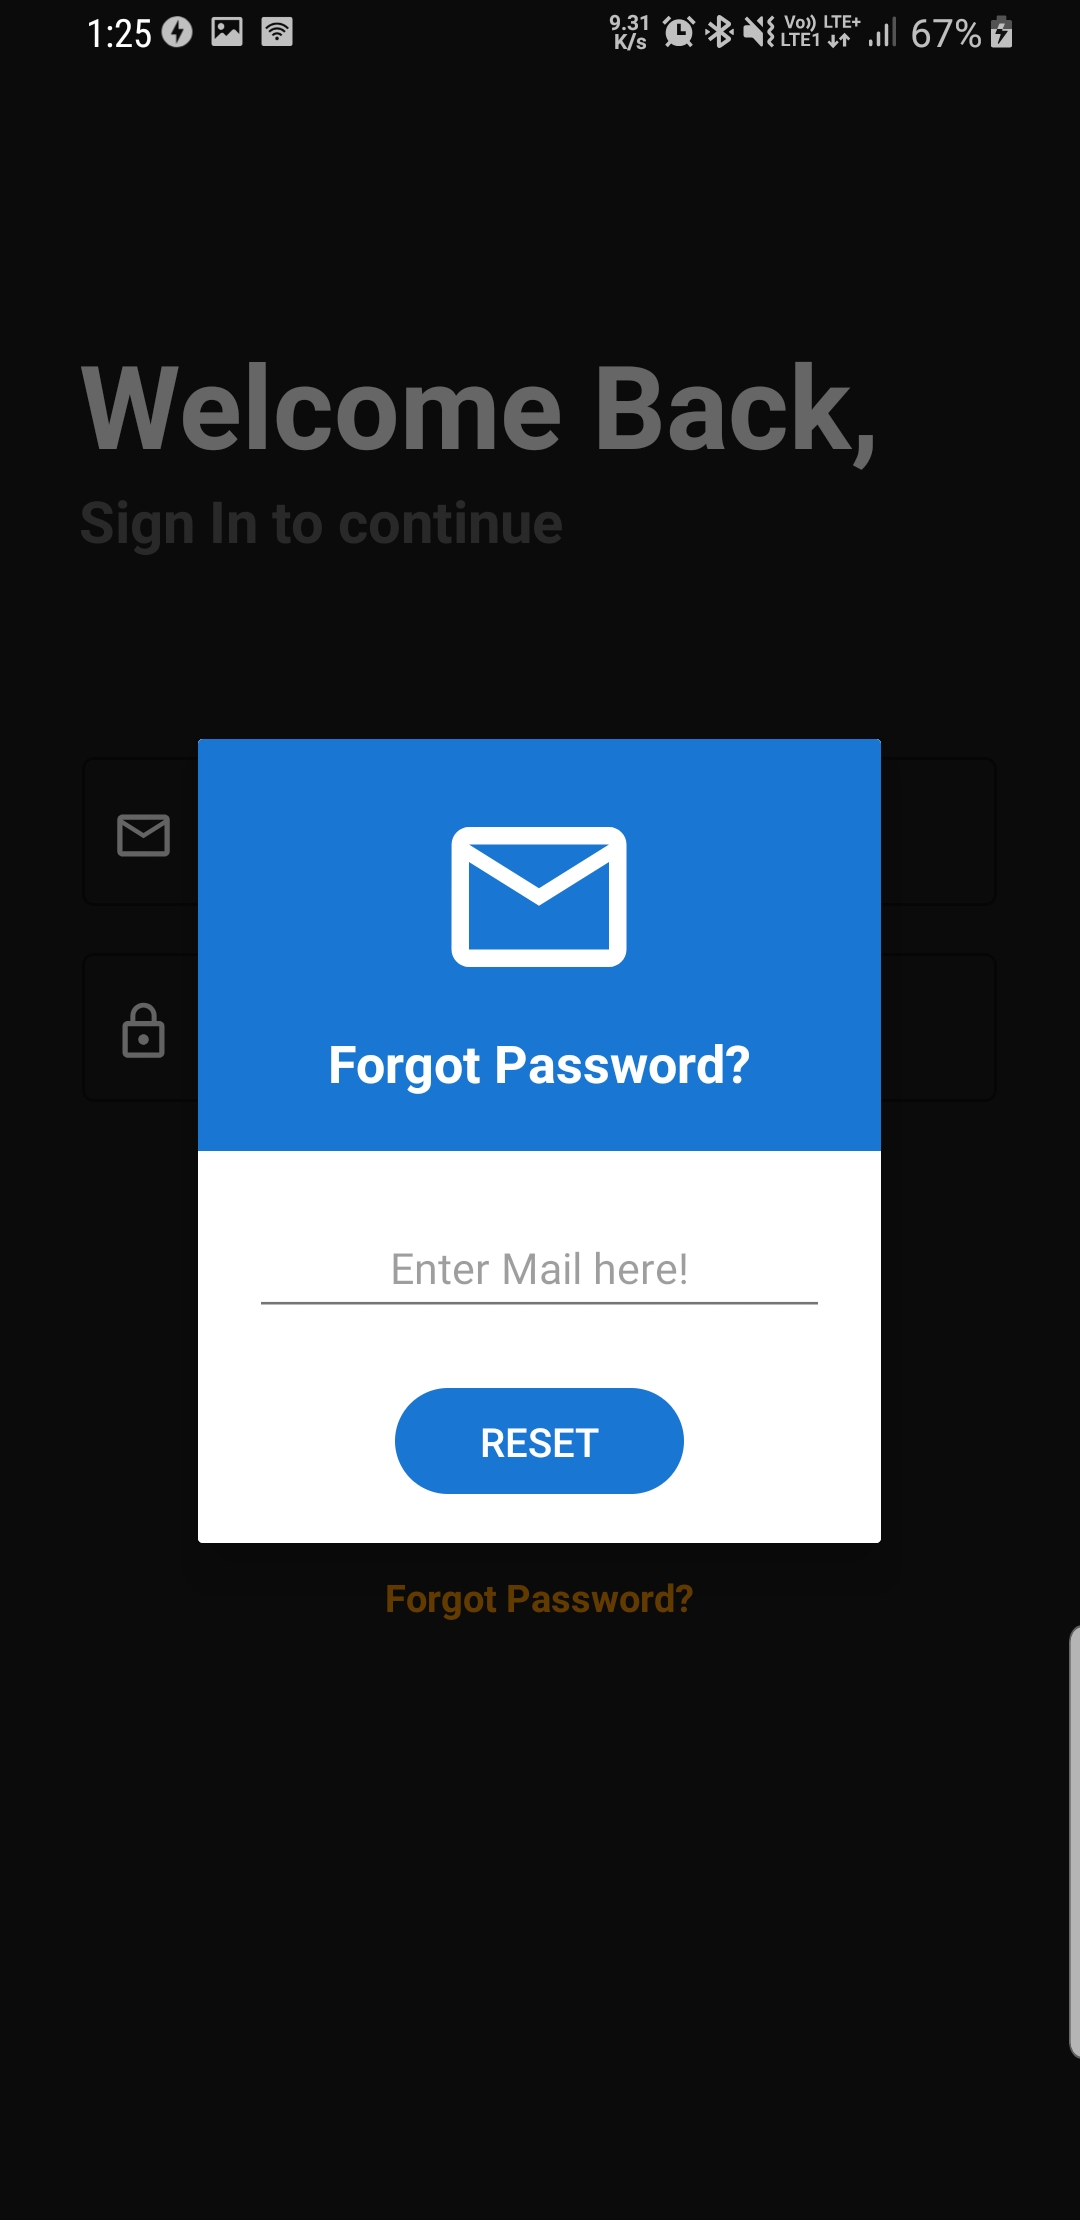 1:25 9.31 K/s Vo)) LTE1 LTE+ 67%
Welcome Back,
Sign In to continue
Forgot Password?
Enter Mail here!
RESET
Forgot Password?